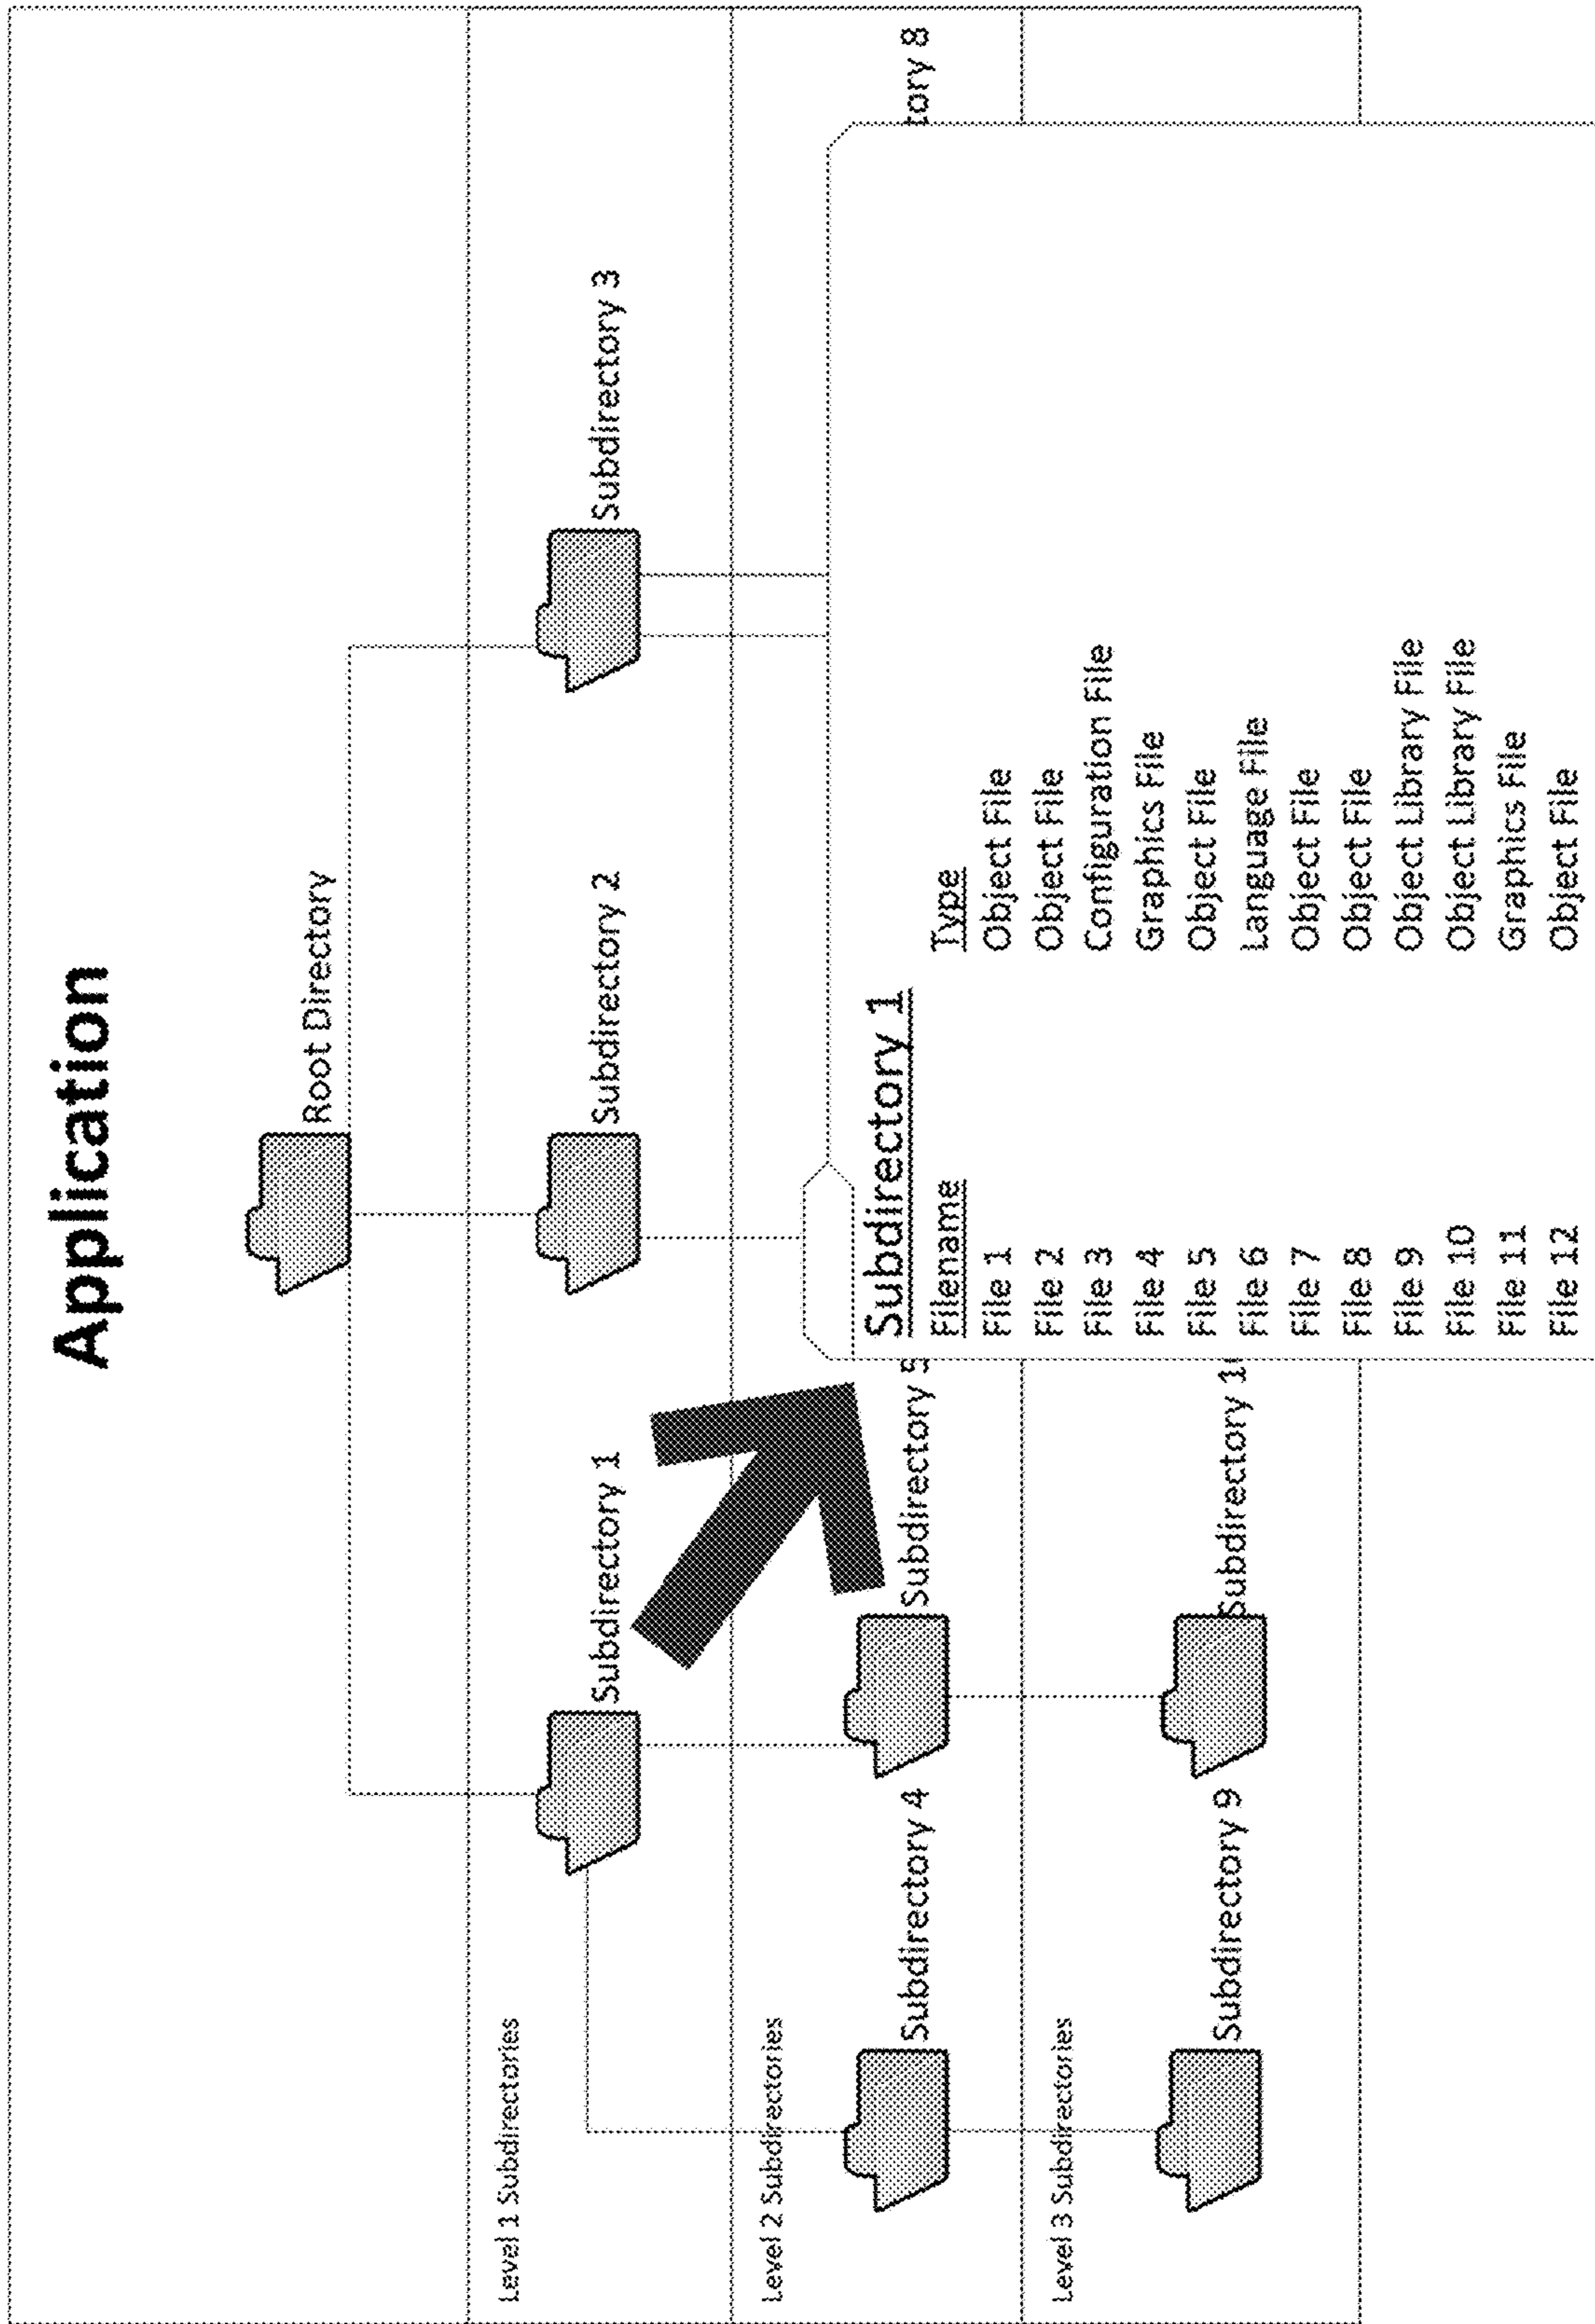 Application
Root Directory
Level 1 Subdirectories
Subdirectory 1
Subdirectory 2
Subdirectory 3
Level 2 Subdirectories
Subdirectory 4
Subdirectory 5
tory 8
Level 3 Subdirectories
Subdirectory 9
Subdirectory 1
Subdirectory 1
Filename Type
File 1 Object File
File 2 Object File
File 3 Configuration File
File 4 Graphics File
File 5 Object File
File 6 Language File
File 7 Object File
File 8 Object File
File 9 Object Library File
File 10 Object Library File
File 11 Graphics File
File 12 Object File